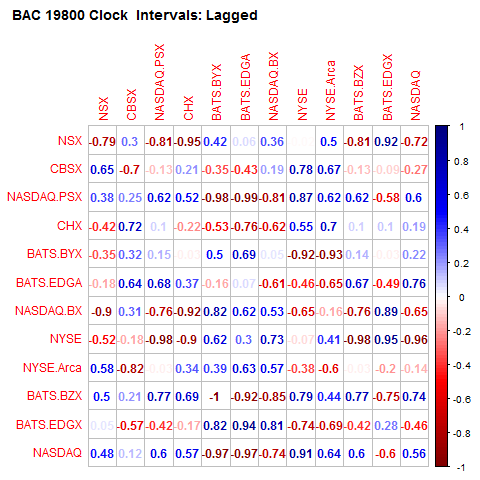 BAC 19800 Clock Intervals: Lagged
NSX CBSX NASDAQ.PSX CHX BATS.BYX BATS.EDGA NASDAQ.BX NYSE NYSE.Arca BATS.BZX BATS.EDGX NASDAQ
NSX -0.79 0.3 -0.81 -0.95 0.42 0.06 0.36 0.5 -0.81 0.92 -0.72
CBSX 0.65 -0.7 -0.13 0.21 -0.35 -0.43 0.19 0.78 0.67 -0.13 -0.09 -0.27
NASDAQ.PSX 0.38 0.25 0.62 0.52 -0.98 -0.99 -0.81 0.87 0.62 0.62 -0.58 0.6
CHX -0.42 0.72 0.1 -0.22 -0.53 -0.76 -0.62 0.55 0.7 0.1 0.1 0.19
BATS.BYX -0.35 0.32 0.15 -0.03 0.5 0.69 0.05 -0.92 -0.93 0.14 0.22
BATS.EDGA -0.18 0.64 0.68 0.37 -0.16 0.07 -0.61 -0.46 -0.65 0.67 -0.49 0.76
NASDAQ.BX -0.9 0.31 -0.76 -0.92 0.82 0.62 0.53 -0.65 -0.16 -0.76 0.89 -0.65
NYSE -0.52 -0.18 -0.98 -0.9 0.62 0.3 0.73 -0.07 0.41 -0.98 0.95 -0.96
NYSE.Arca 0.58 -0.82 0.34 0.39 0.63 0.57 -0.38 -0.6 -0.2 -0.14
BATS.BZX 0.5 0.21 0.77 0.69 -1 -0.92 -0.85 0.79 0.44 0.77 -0.75 0.74
BATS.EDGX 0.05 -0.57 -0.42 -0.17 0.82 0.94 0.81 -0.74 -0.69 -0.42 0.28 -0.46
NASDAQ 0.48 0.12 0.6 0.57 -0.97 -0.97 -0.74 0.91 0.64 0.6 -0.6 0.56
1
0.8
0.6
0.4
0.2
0
-0.2
-0.4
-0.6
-0.8
-1